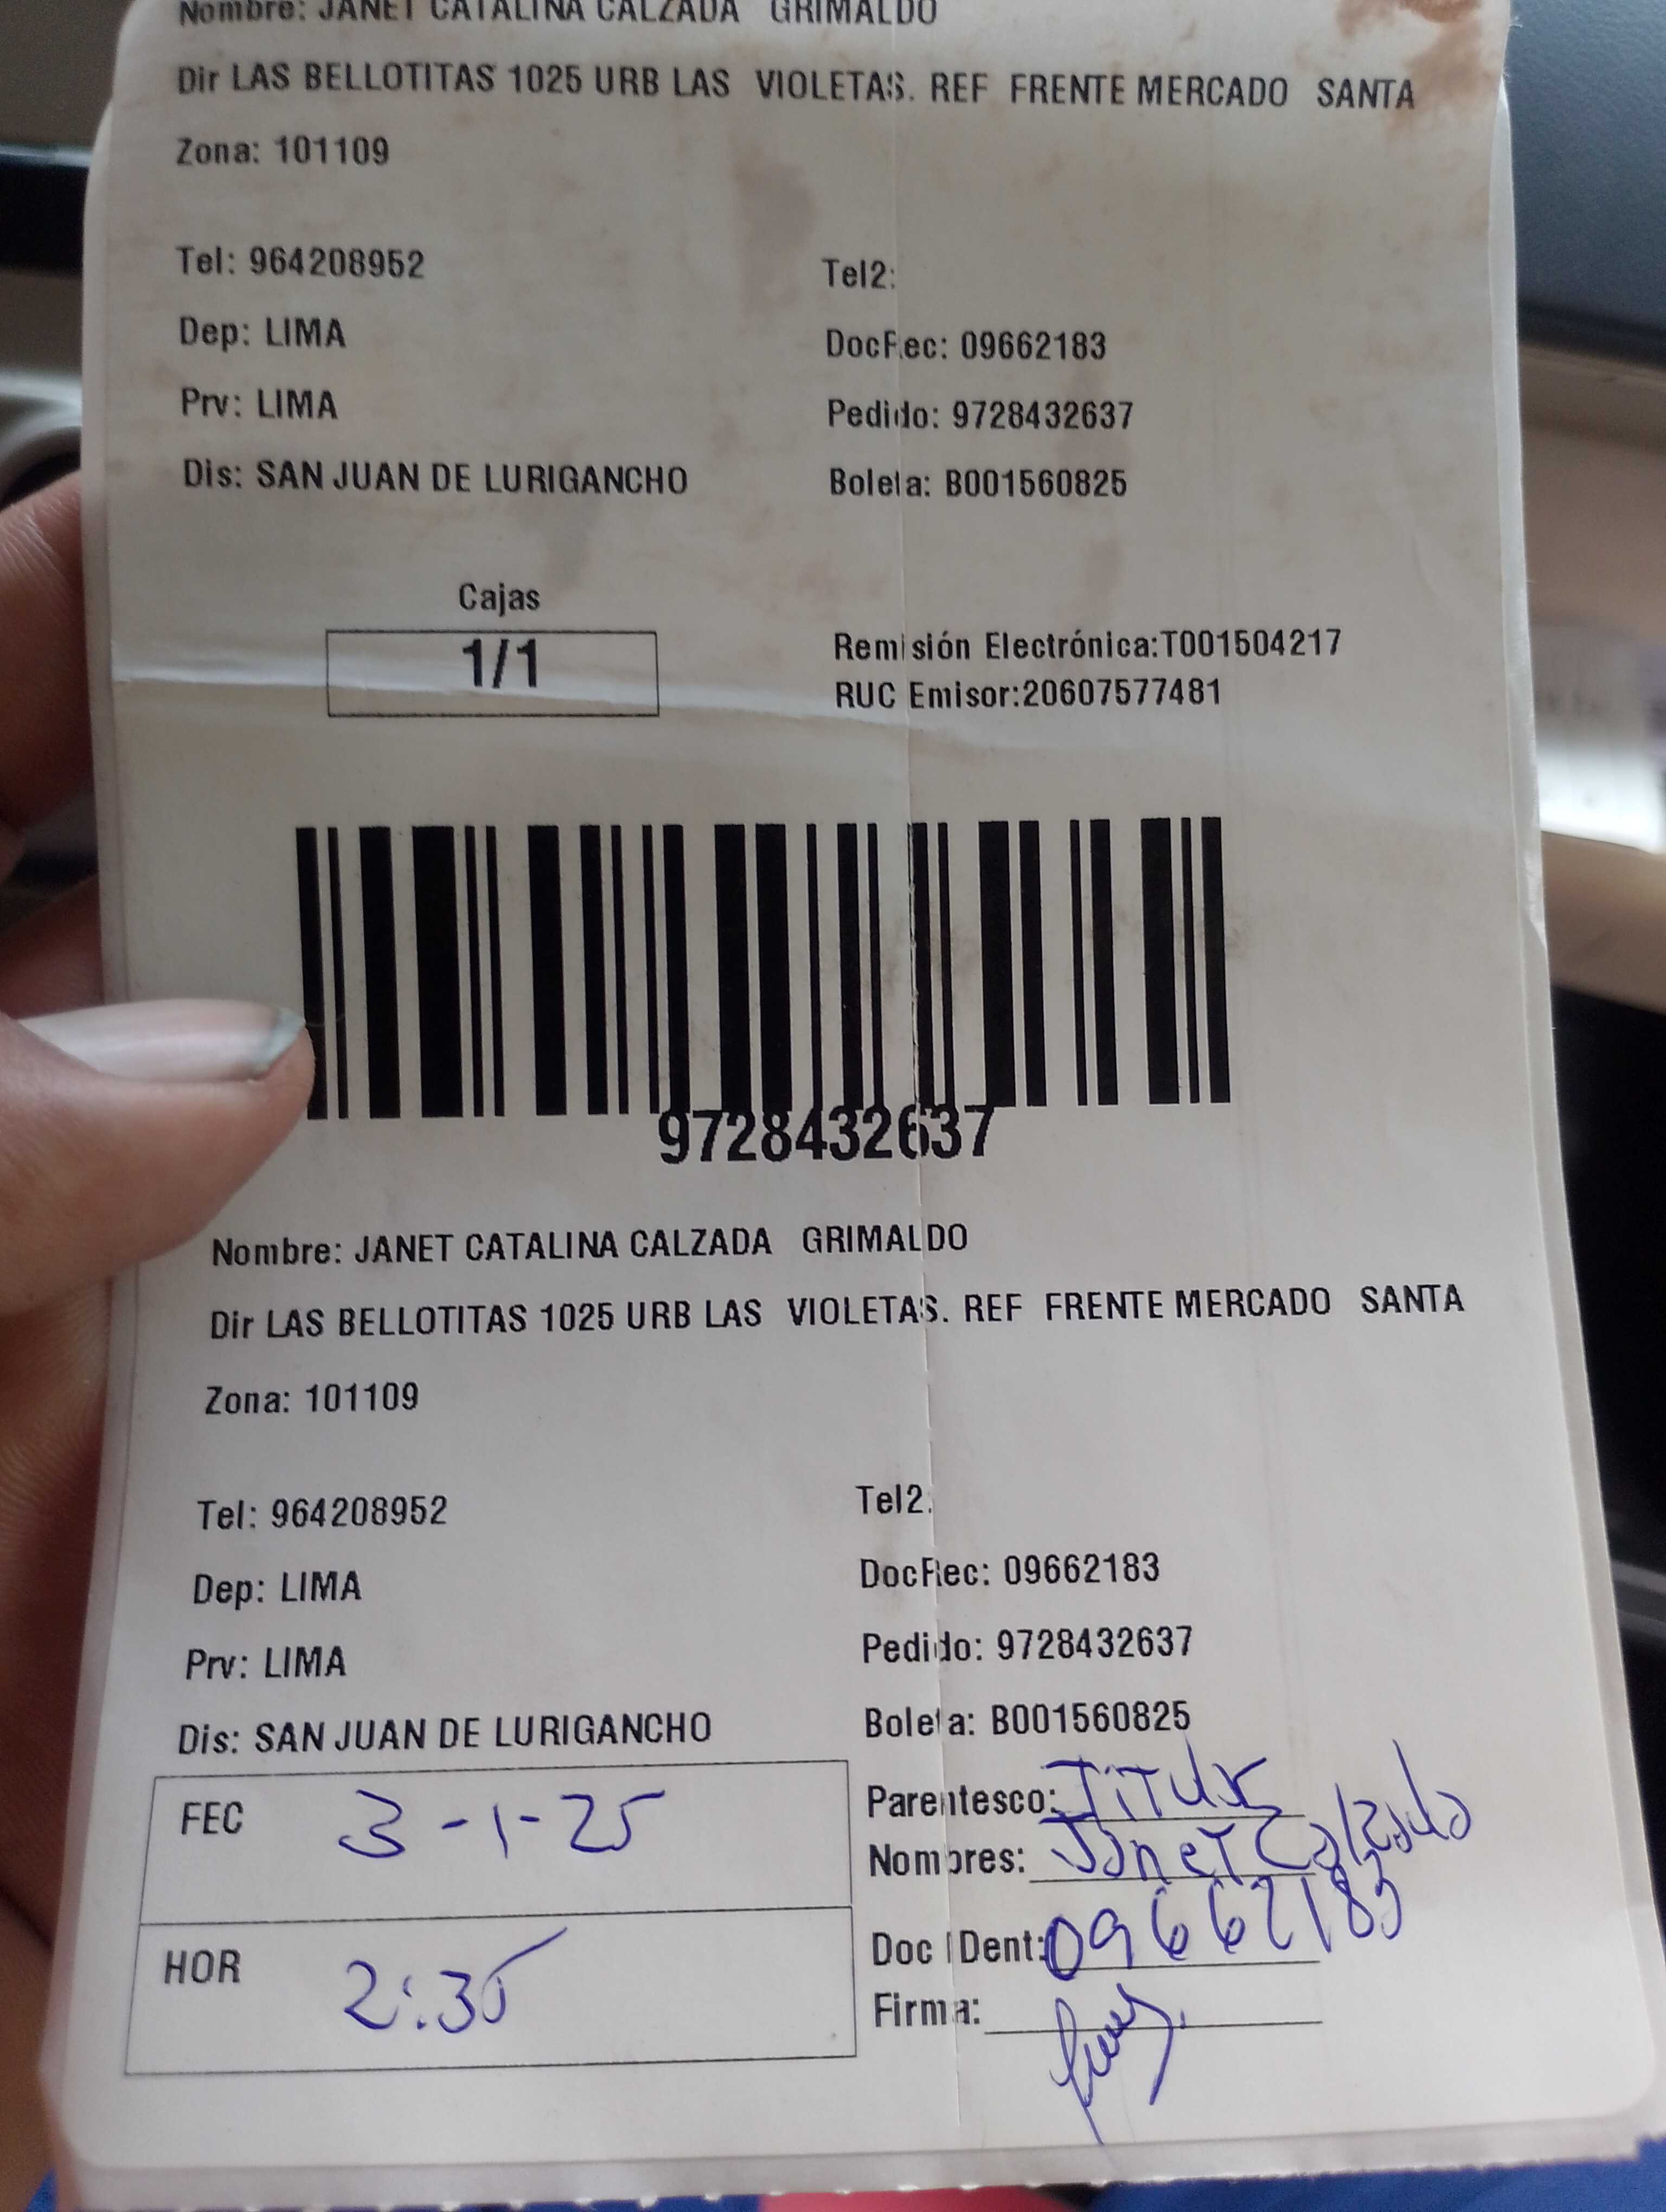 Nombre: JANET CATALINA CALZADA GRIMALDO
Dir LAS BELLOTITAS 1025 URB LAS VIOLETAS. REF FRENTE MERCADO SANTA
Zona: 101109
Tel: 964208952 Tel2:
Dep: LIMA DocRec: 09662183
Prv: LIMA Pedido: 9728432637
Dis: SAN JUAN DE LURIGANCHO Boleta: B001560825
Cajas
1/1
Remisión Electrónica:T001504217
RUC Emisor:20607577481
9728432637
Nombre: JANET CATALINA CALZADA GRIMALDO
Dir LAS BELLOTITAS 1025 URB LAS VIOLETAS. REF FRENTE MERCADO SANTA
Zona: 101109
Tel: 964208952 Tel2:
Dep: LIMA DocRec: 09662183
Prv: LIMA Pedido: 9728432637
Dis: SAN JUAN DE LURIGANCHO Boleta: B001560825
FEC 3-1-25
HOR 2:35
Parentesco: Titular
Nombres: Janet Calzada
Doc IDent: 09662183
Firma: